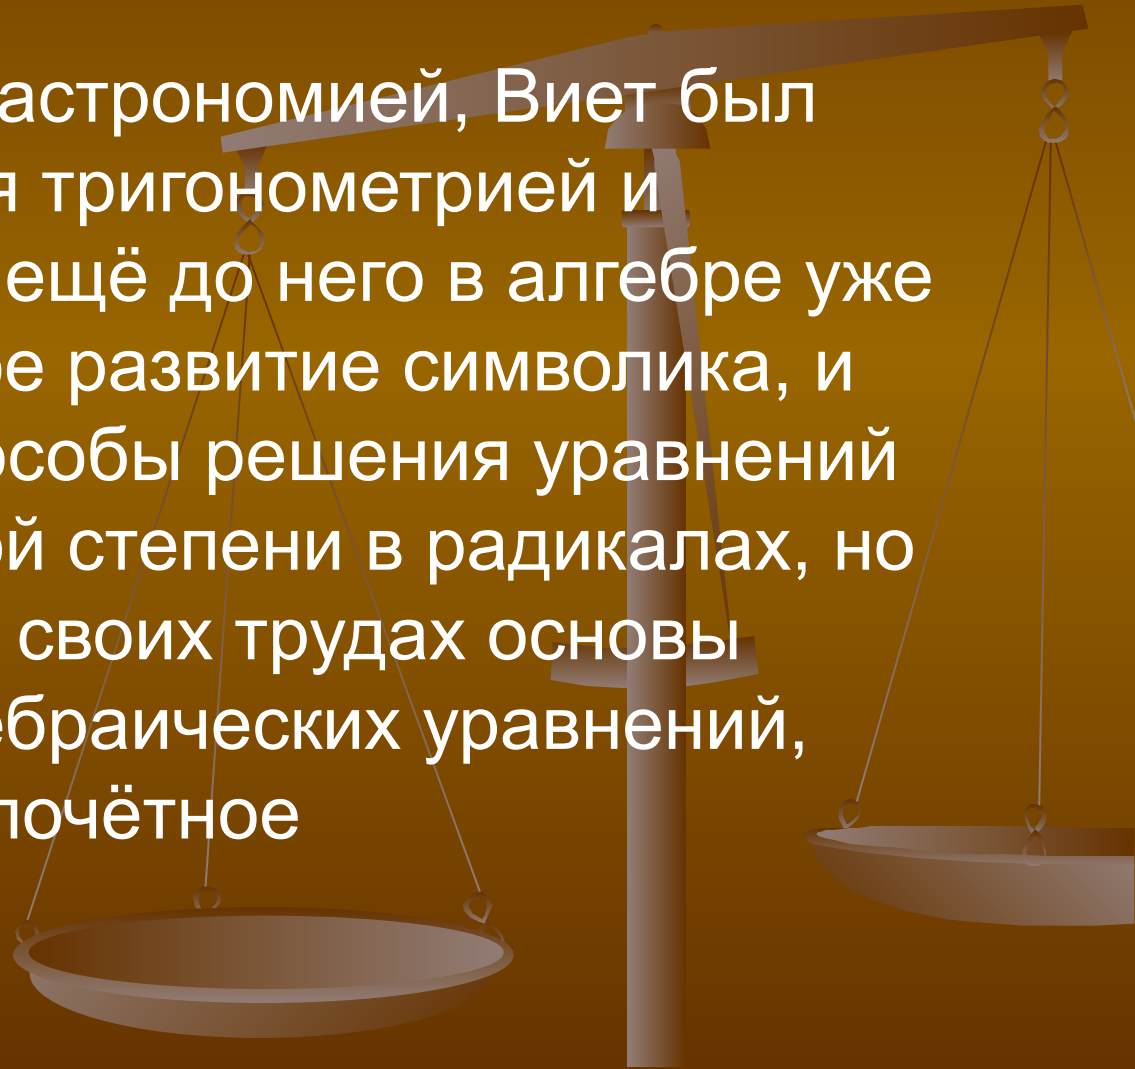 астрономией, Виет был
я тригонометрией и
ещё до него в алгебре уже
ое развитие символика, и
особы решения уравнений
ой степени в радикалах, но
своих трудах основы
ебраических уравнений,
почётное